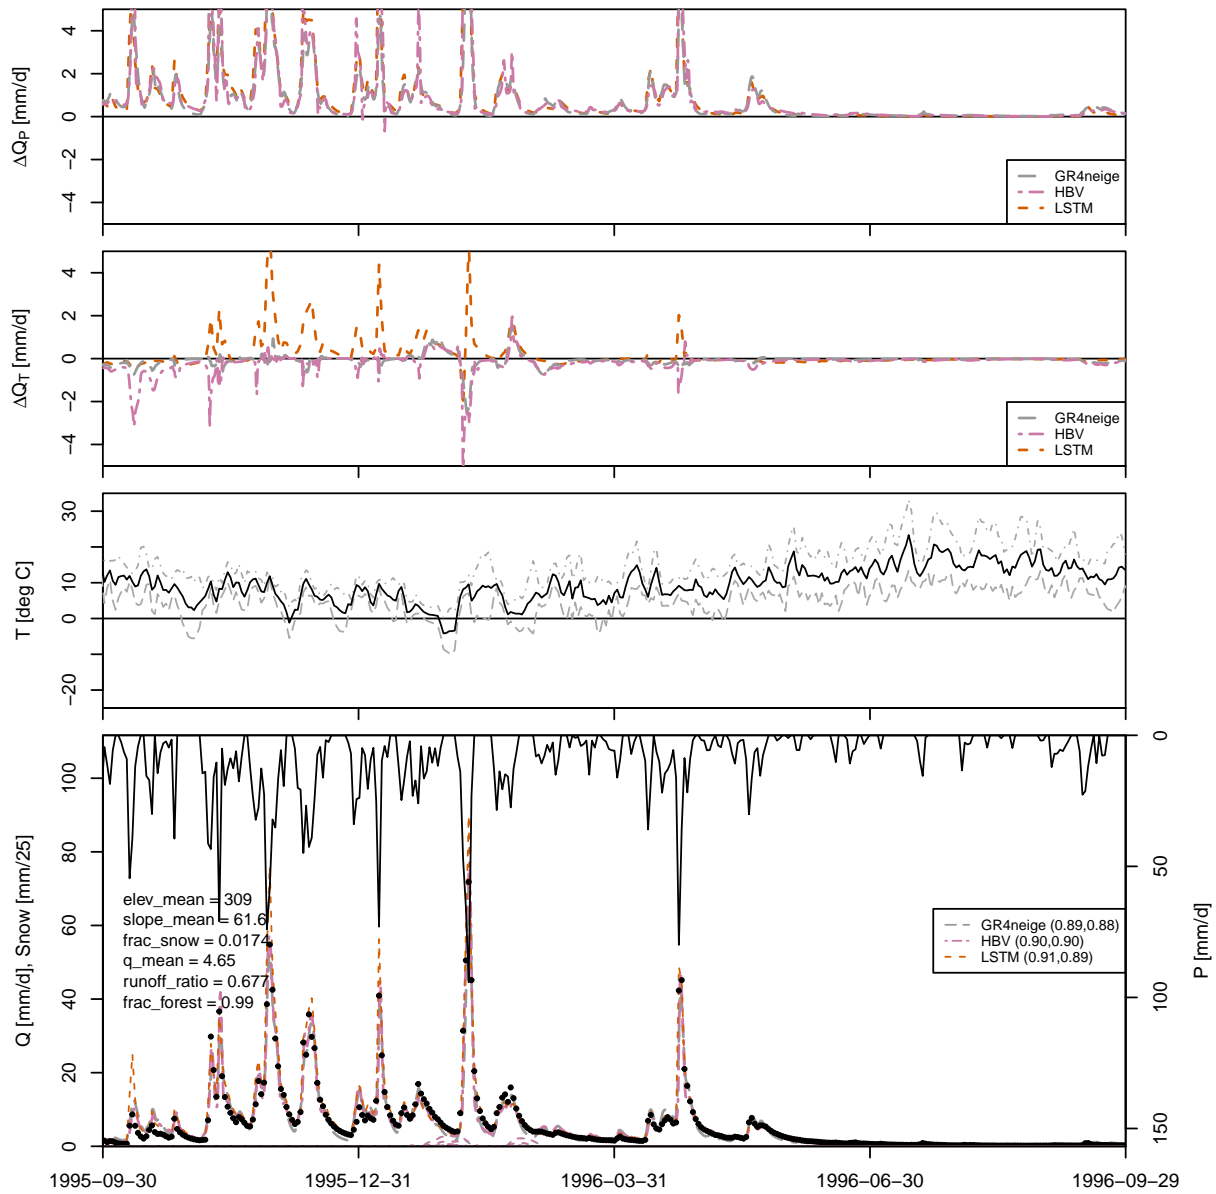 ΔQP [mm/d]
4
2
0
−2
−4
GR4neige
HBV
LSTM
ΔQT [mm/d]
4
2
0
−2
−4
GR4neige
HBV
LSTM
T [deg C]
30
10
0
−20
Q [mm/d], Snow [mm/25]
100
80
60
40
20
0
elev_mean = 309
slope_mean = 61.6
frac_snow = 0.0174
q_mean = 4.65
runoff_ratio = 0.677
frac_forest = 0.99
GR4neige (0.89,0.88)
HBV (0.90,0.90)
LSTM (0.91,0.89)
0
50
100
150
P [mm/d]
1995−09−30 1995−12−31 1996−03−31 1996−06−30 1996−09−29